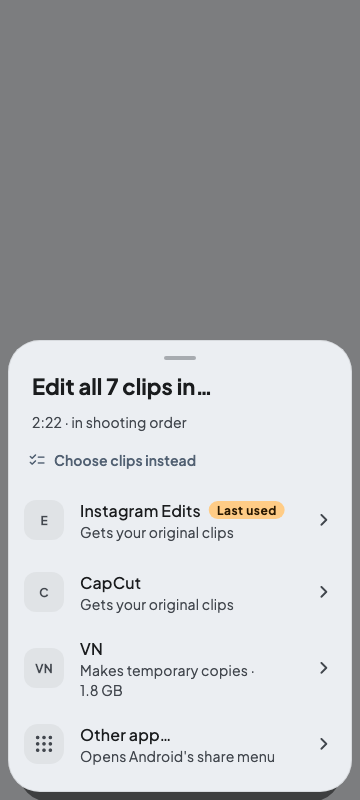 Edit all 7 clips in…
2:22 · in shooting order
Choose clips instead
E
Instagram Edits Last used
Gets your original clips
C
CapCut
Gets your original clips
VN
VN
Makes temporary copies ·
1.8 GB
Other app…
Opens Android's share menu